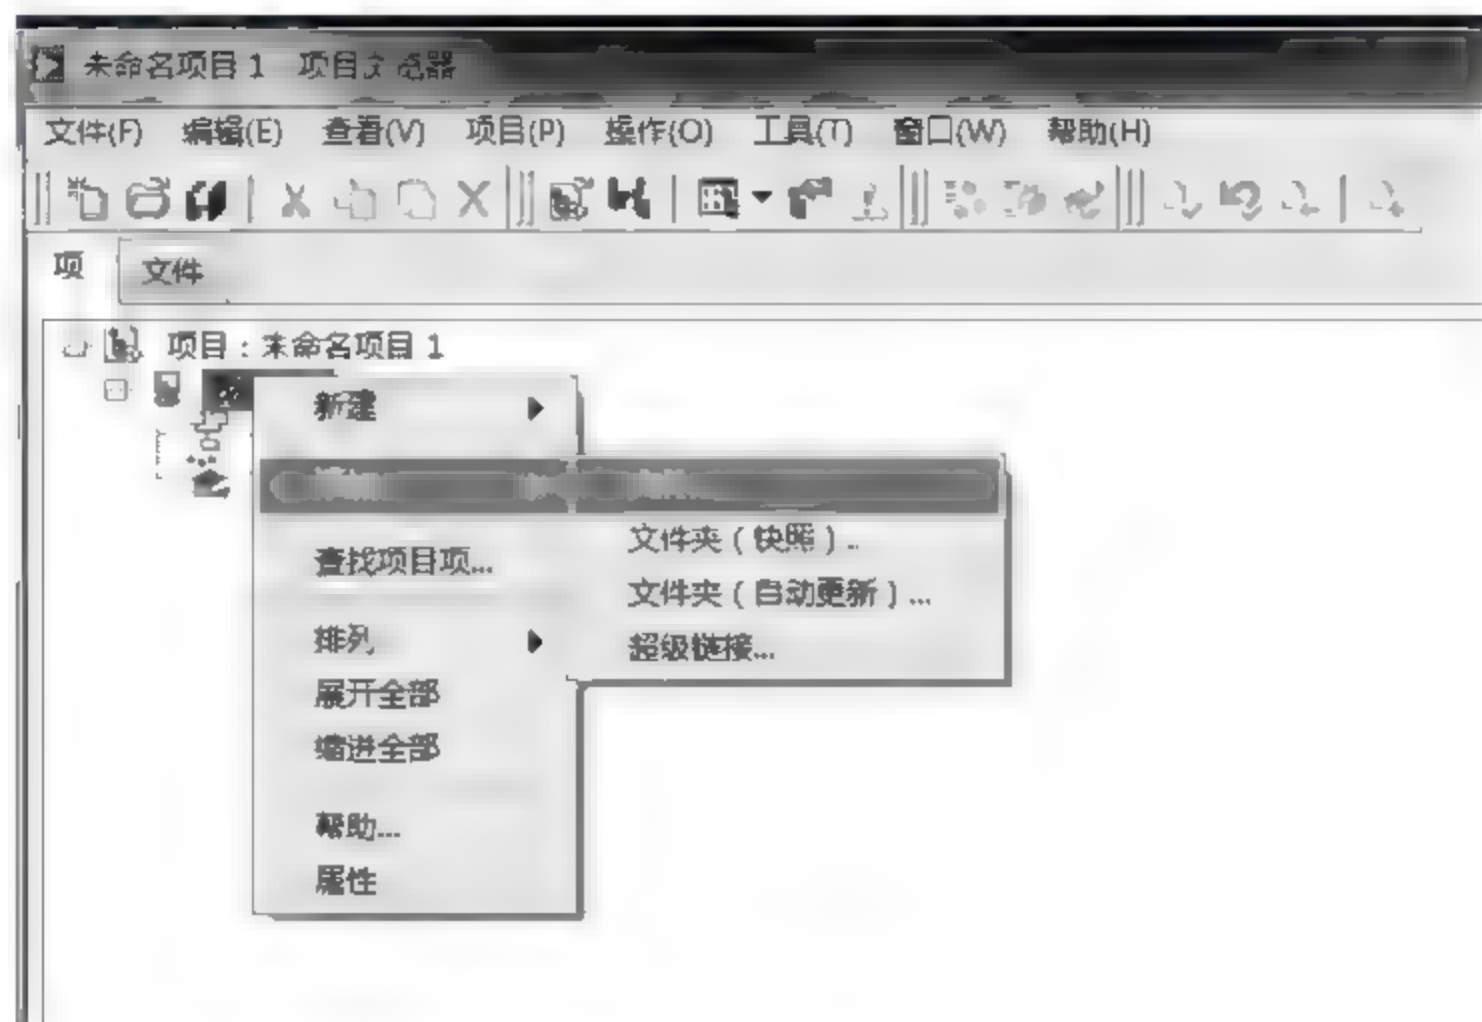 未命名项目 1 项目
文件(F) 编辑(E) 查看(V) 项目(P) 操作(O) 工具(T) 窗口(W) 帮助(H)
项 文件
项目：未命名项目 1
新建
文件夹（快照）..
查找项目项...
文件夹（自动更新）...
排列
超级链接...
展开全部
缩进全部
帮助...
属性